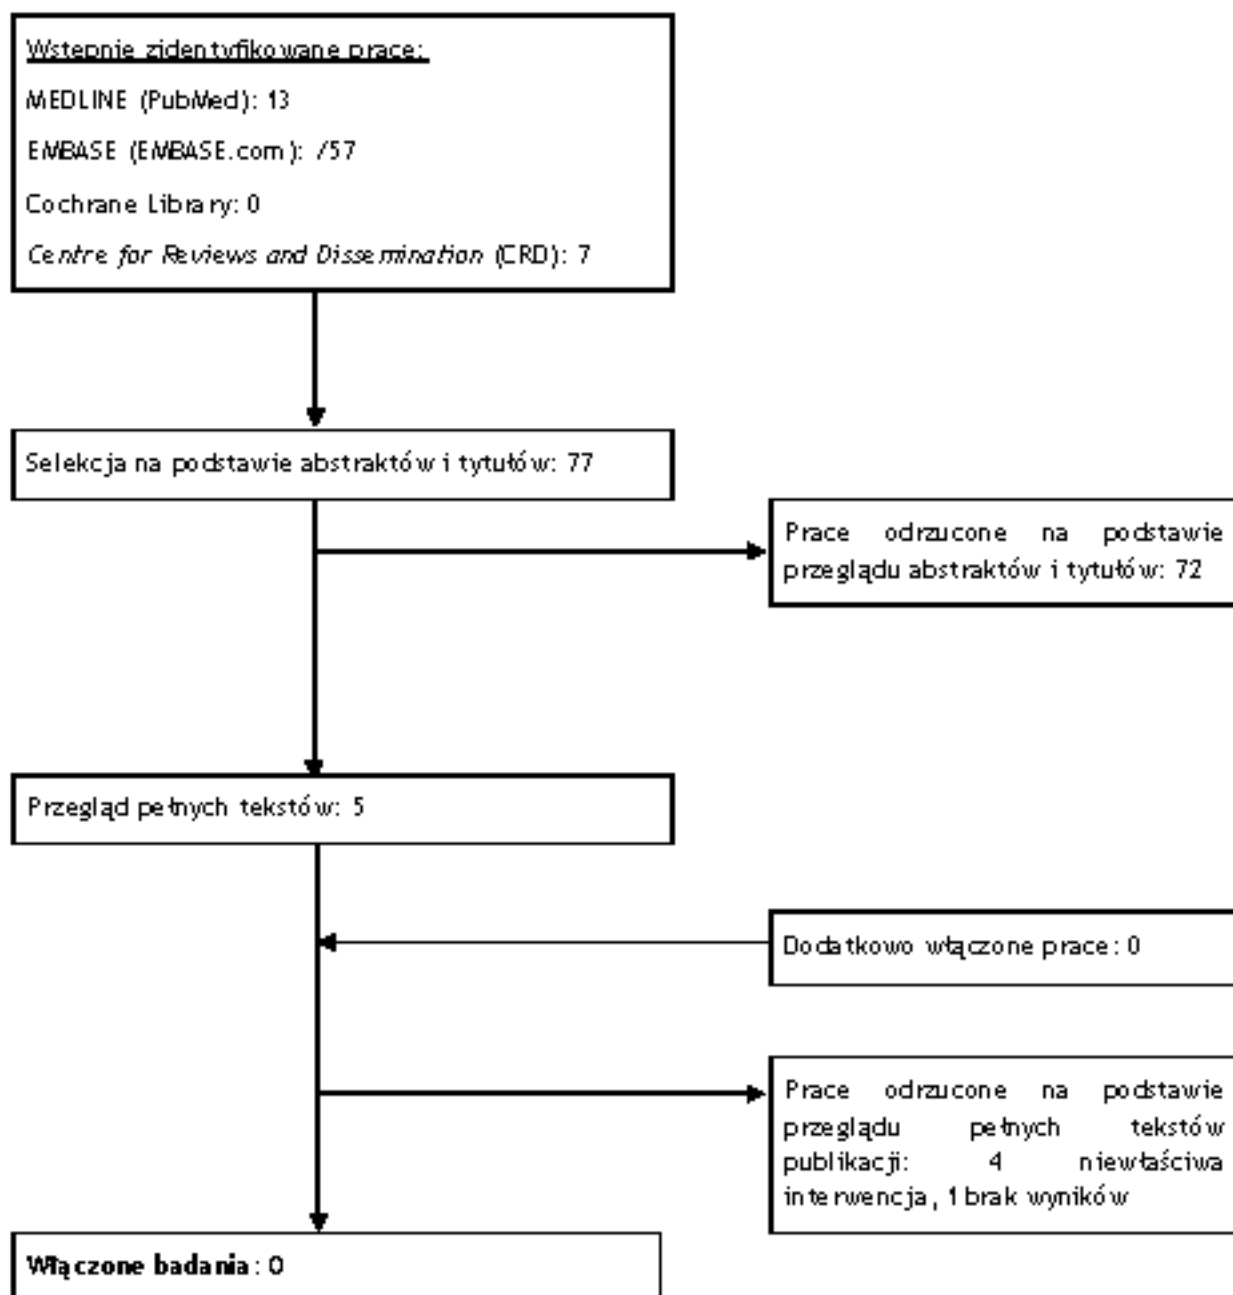 Wstępnie zidentyfikowane prace:
MEDLINE (PubMed): 13
EMBASE (EMBASE.com): /57
Cochrane Library: 0
Centre for Reviews and Dissemination (CRD): 7
Selekcja na podstawie abstraktów i tytułów: 77
Prace odrzucone na podstawie
przeglądu abstraktów i tytułów: 72
Przegląd pełnych tekstów: 5
Dodatkowo włączone prace: 0
Prace odrzucone na podstawie
przeglądu pełnych tekstów
publikacji: 4 niewłaściwa
interwencja, 1 brak wyników
Włączone badania: 0